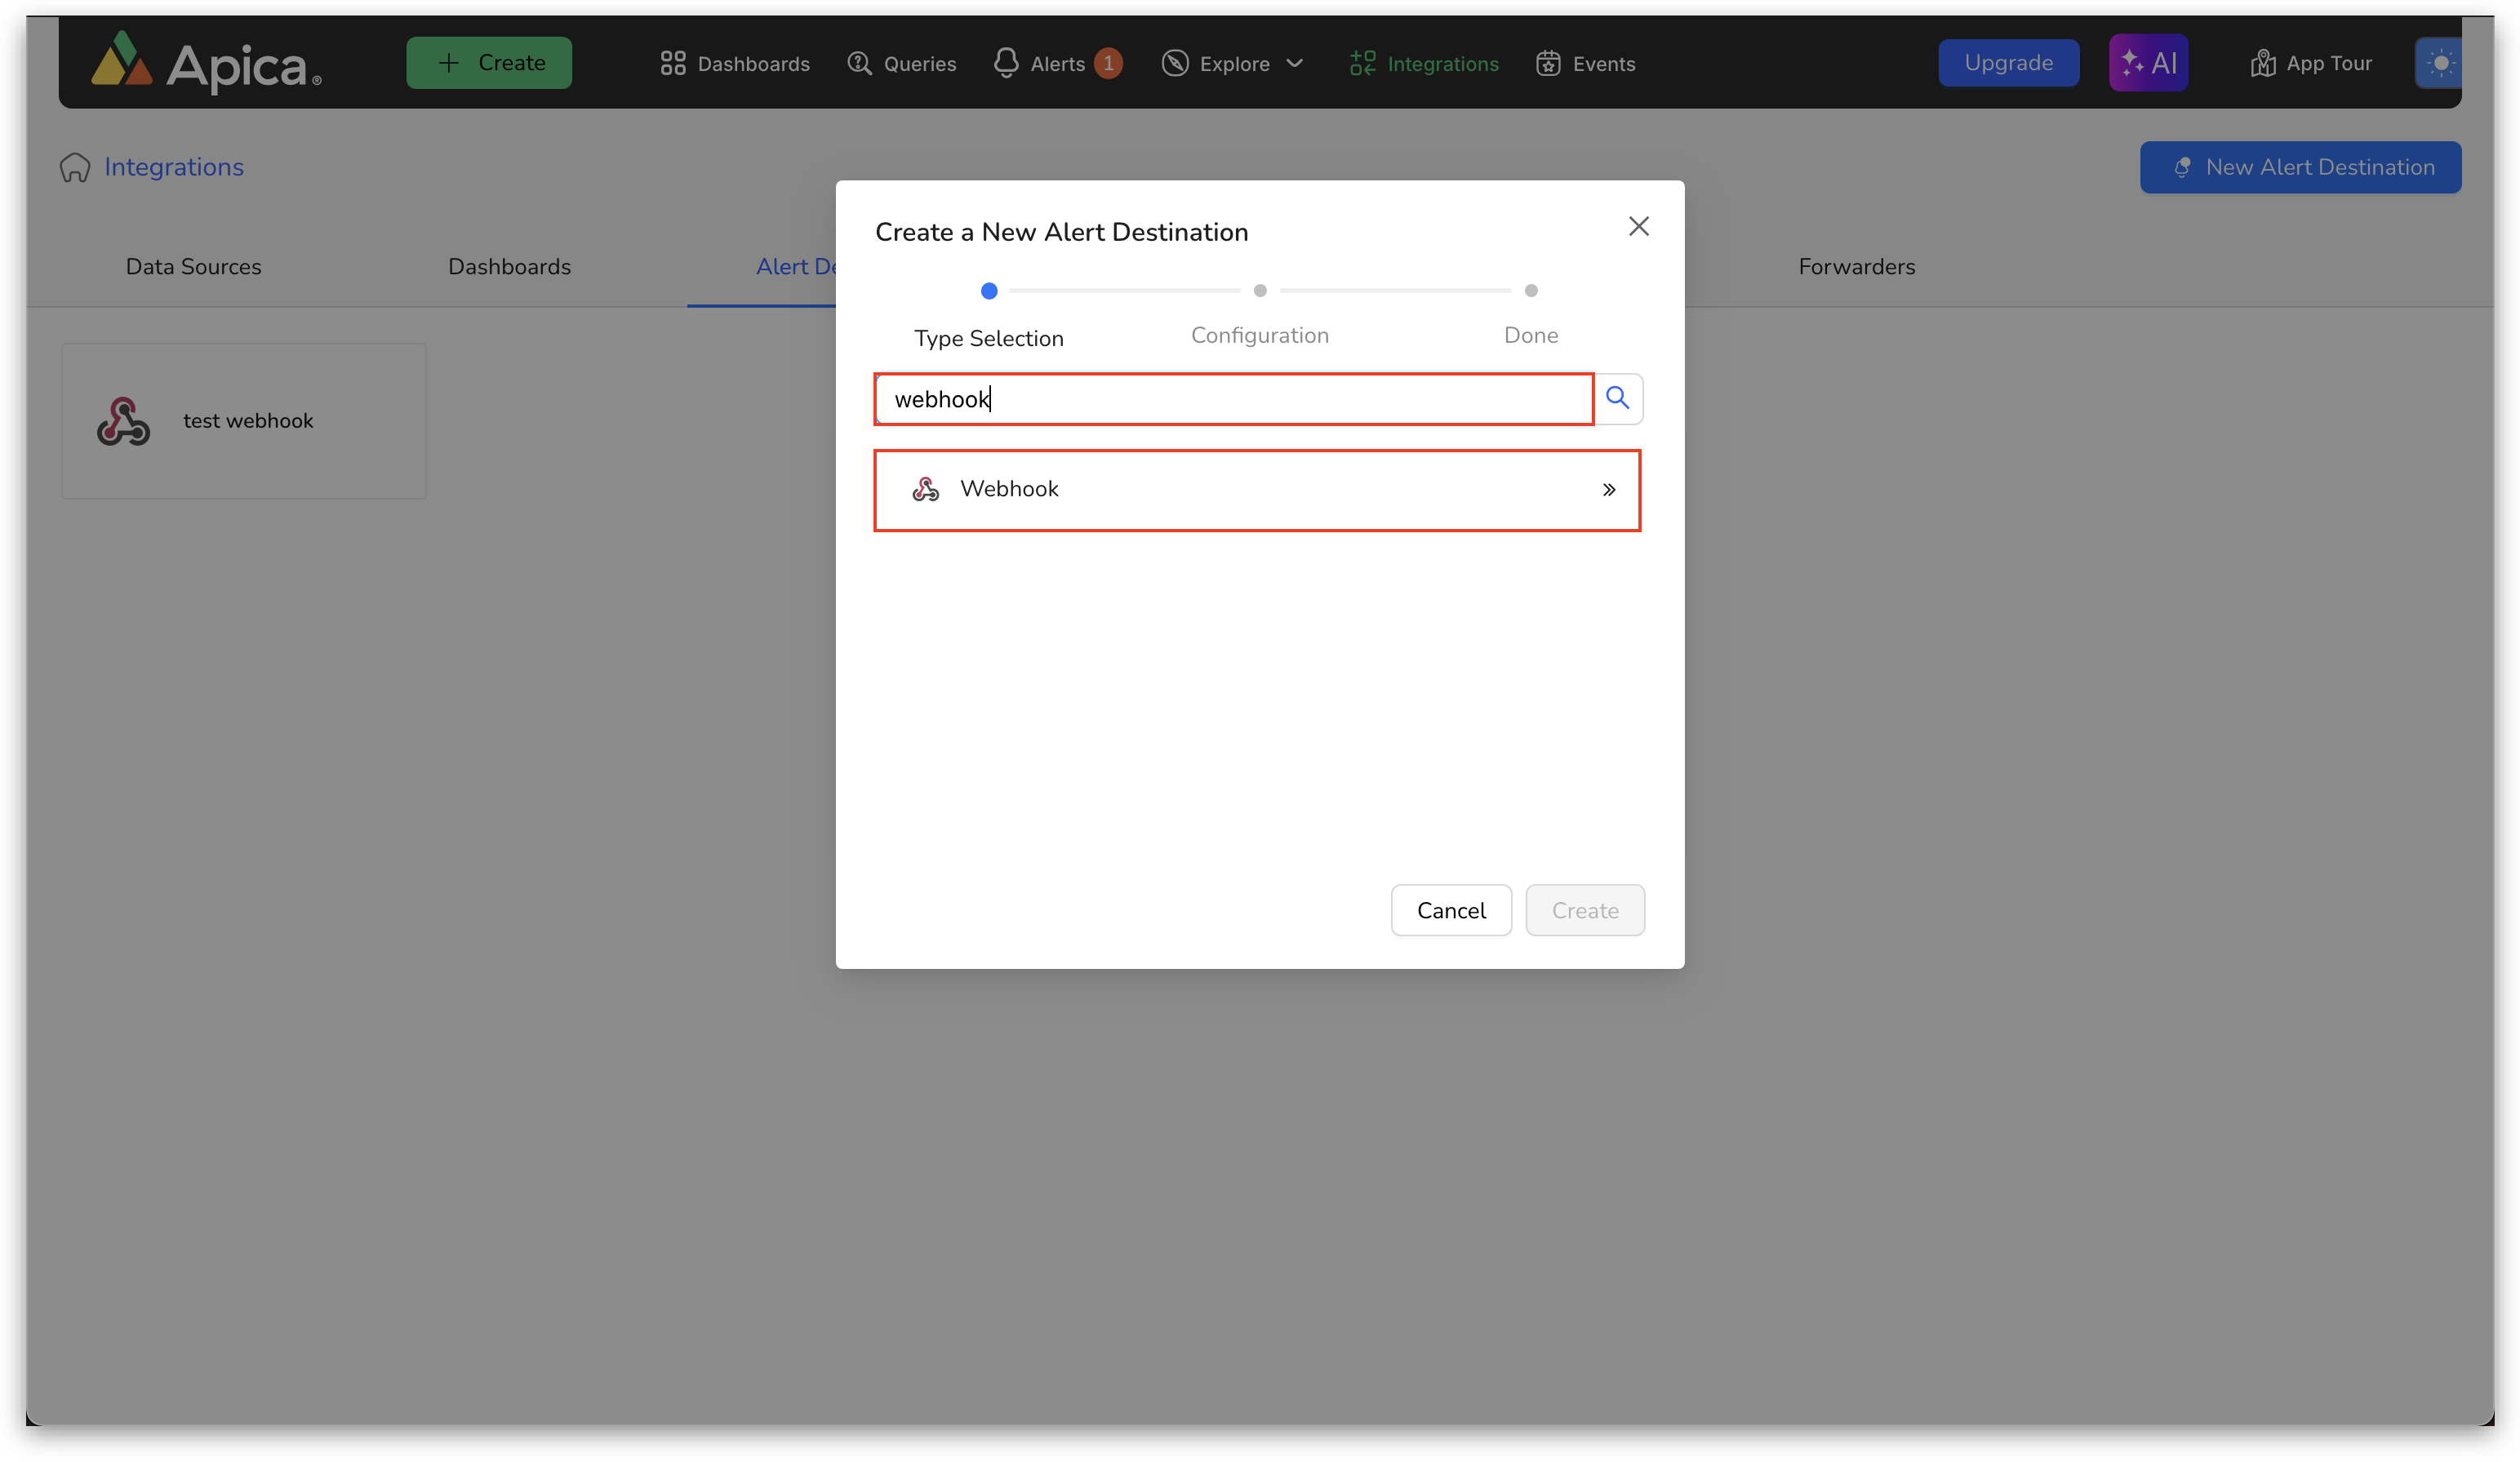 Apica®
+ Create
Dashboards
Queries
Alerts 1
Explore
Integrations
Events
Upgrade
AI
App Tour
Integrations
New Alert Destination
Data Sources
Dashboards
Alert De
Forwarders
test webhook
Create a New Alert Destination
Type Selection
Configuration
Done
webhook
Webhook
Cancel
Create